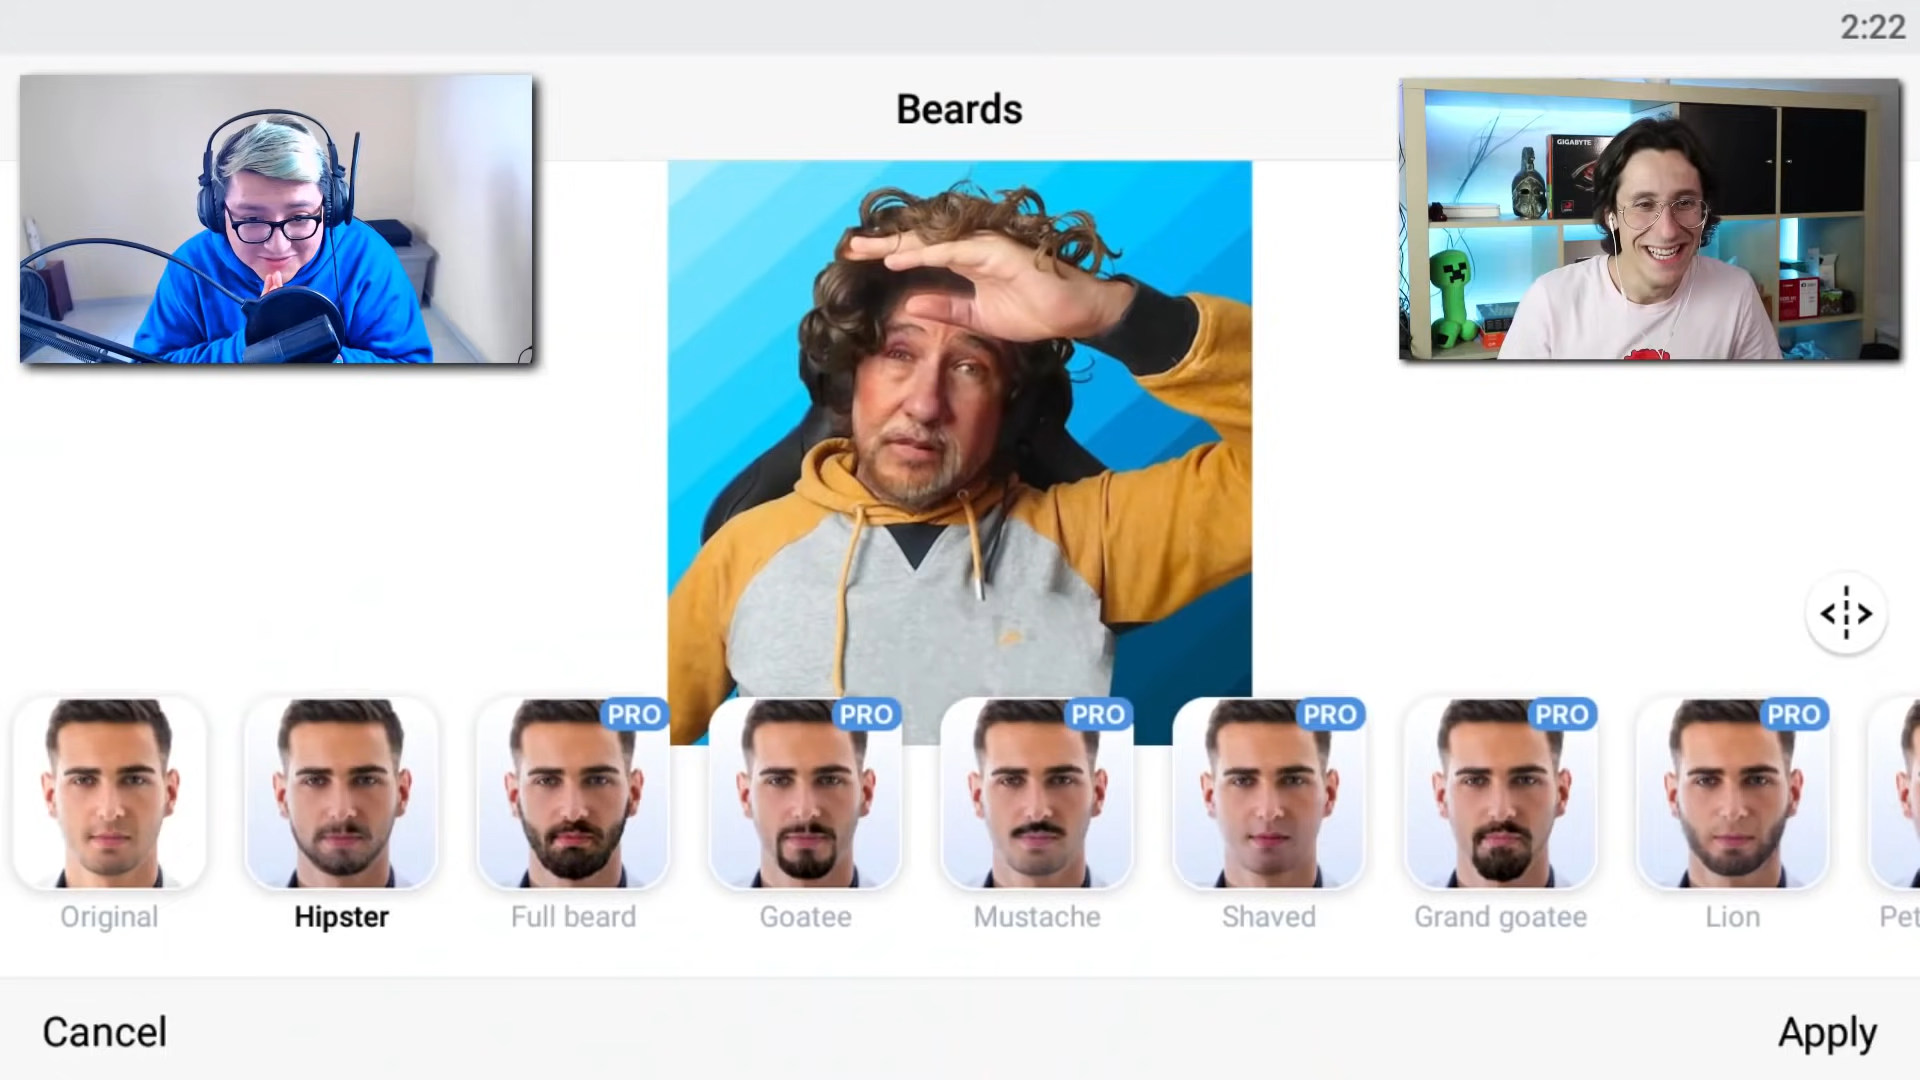 2:22
Beards
GIGABYTE
PRO
PRO
PRO
PRO
PRO
PRO
Original
Hipster
Full beard
Goatee
Mustache
Shaved
Grand goatee
Lion
Pet
Cancel
Apply